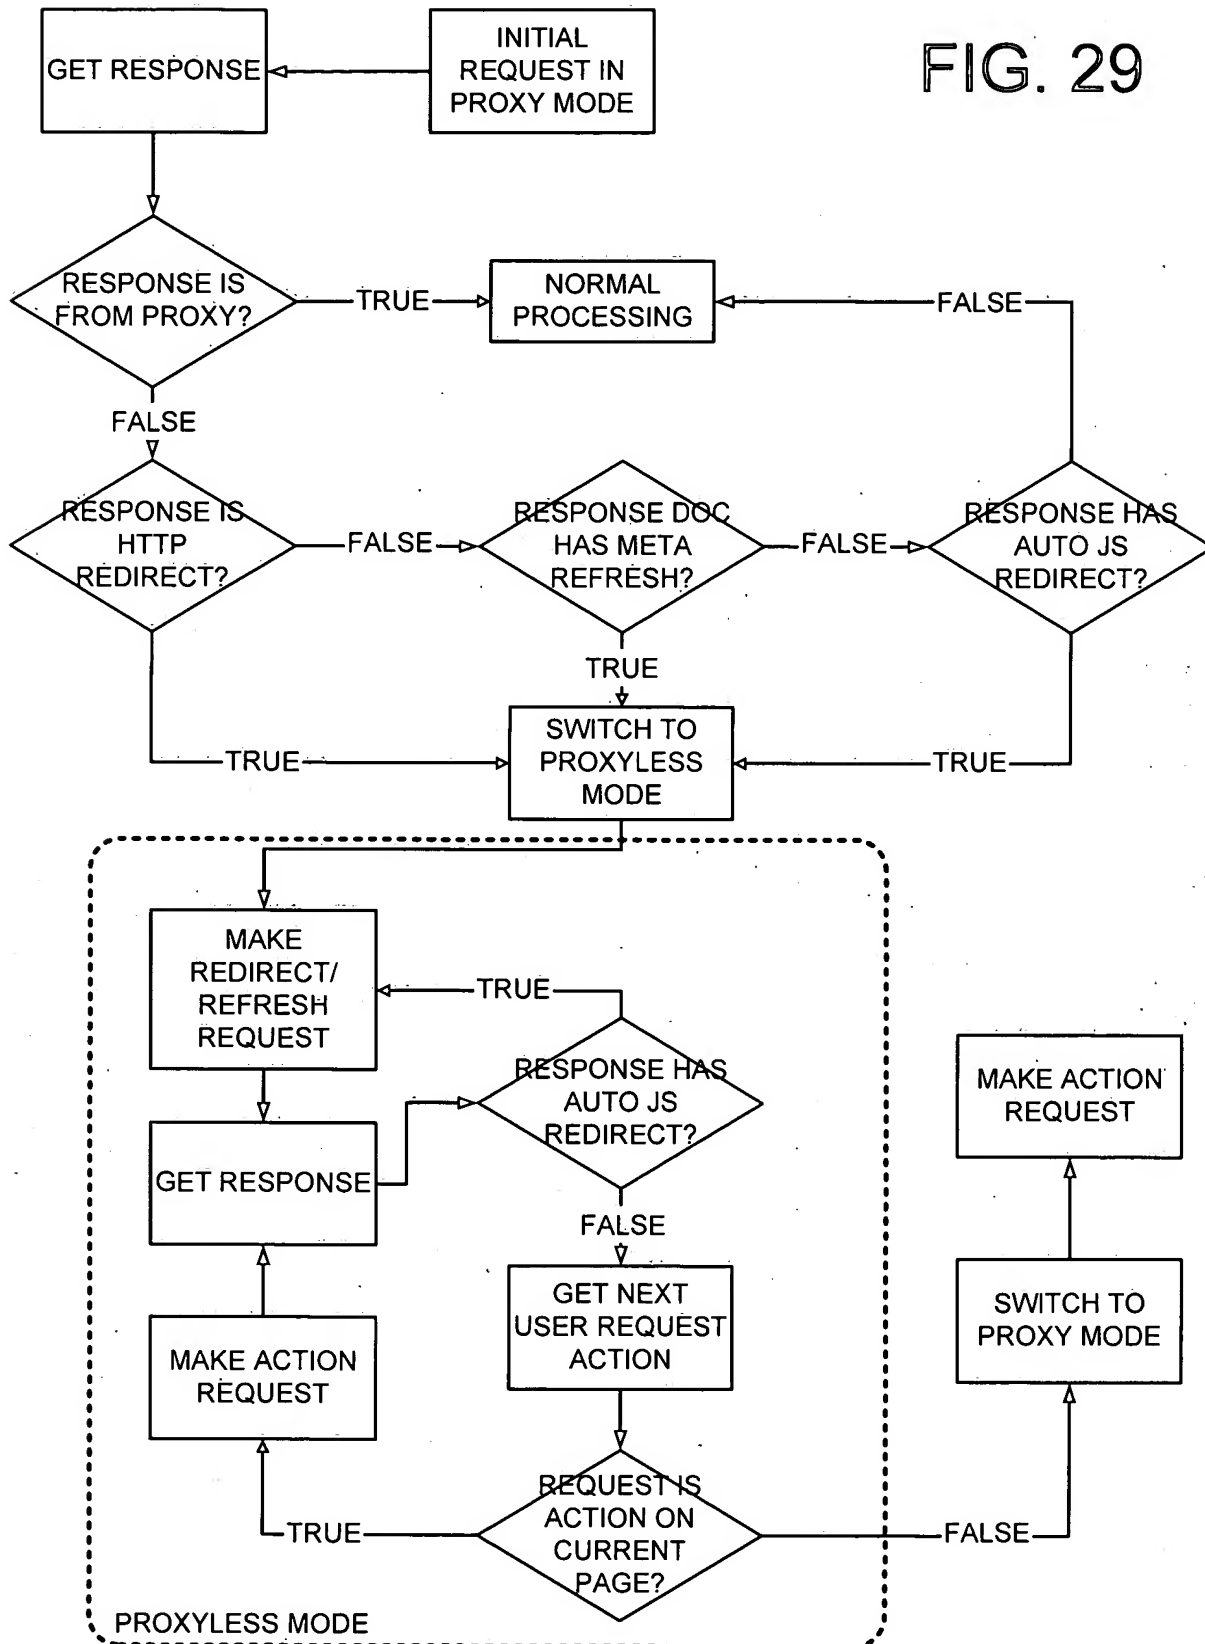 FIG. 29
GET RESPONSE
INITIAL
REQUEST IN
PROXY MODE
RESPONSE IS
FROM PROXY?
TRUE
NORMAL
PROCESSING
FALSE
FALSE
RESPONSE IS
HTTP
REDIRECT?
FALSE
RESPONSE DOC
HAS META
REFRESH?
FALSE
RESPONSE HAS
AUTO JS
REDIRECT?
TRUE
TRUE
SWITCH TO
PROXYLESS
MODE
TRUE
MAKE
REDIRECT/
REFRESH
REQUEST
TRUE
RESPONSE HAS
AUTO JS
REDIRECT?
GET RESPONSE
FALSE
GET NEXT
USER REQUEST
ACTION
MAKE ACTION
REQUEST
REQUEST IS
ACTION ON
CURRENT
PAGE?
TRUE
FALSE
SWITCH TO
PROXY MODE
MAKE ACTION
REQUEST
PROXYLESS MODE